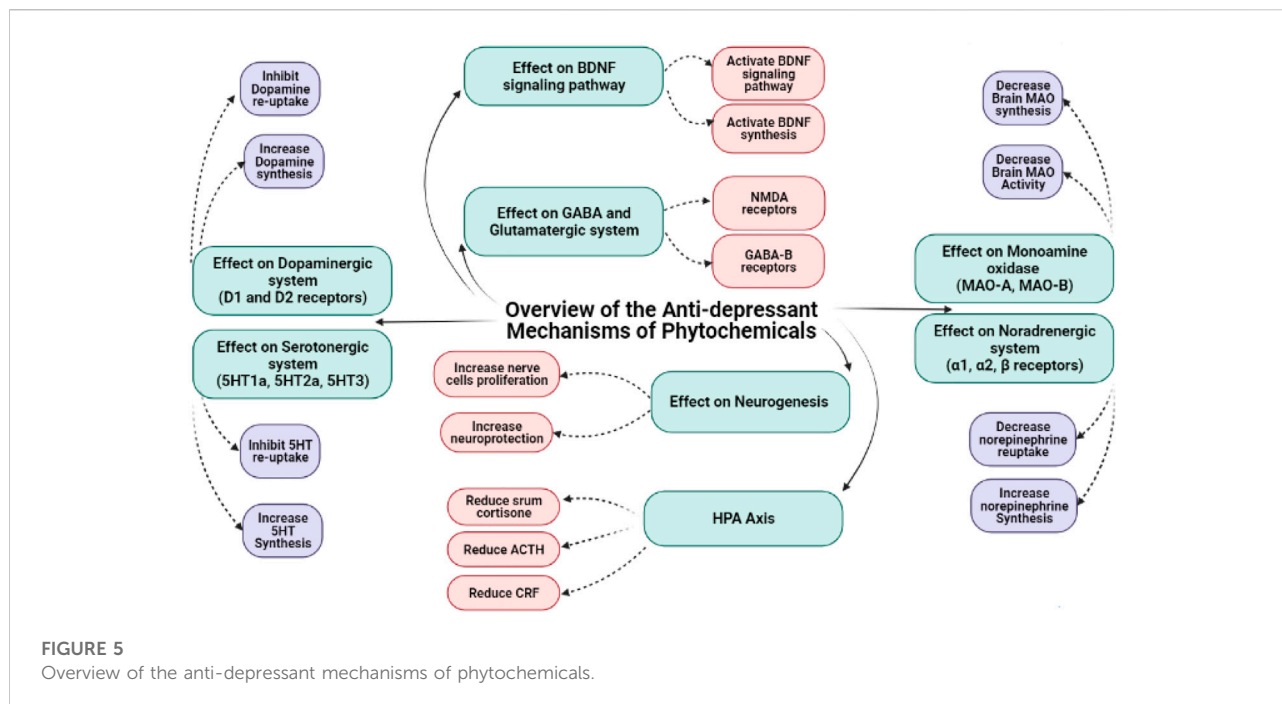 Inhibit
Dopamine
re-uptake
Increase
Dopamine
synthesis
Effect on Dopaminergic
system
(D1 and D2 receptors)
Effect on Serotonergic
system
(5HT1a, 5HT2a, 5HT3)
Inhibit 5HT
re-uptake
Increase
5HT
Synthesis
Effect on BDNF
signaling pathway
Activate BDNF
signaling
pathway
Activate BDNF
synthesis
Effect on GABA and
Glutamatergic system
NMDA
receptors
GABA-B
receptors
Overview of the Anti-depressant
Mechanisms of Phytochemicals
Increase nerve
cells proliferation
Increase
neuroprotection
Effect on Neurogenesis
Reduce srum
cortisone
Reduce ACTH
Reduce CRF
HPA Axis
Decrease
Brain MAO
synthesis
Decrease
Brain MAO
Activity
Effect on Monoamine
oxidase
(MAO-A, MAO-B)
Effect on Noradrenergic
system
(α1, α2, β receptors)
Decrease
norepinephrine
reuptake
Increase
norepinephrine
Synthesis
FIGURE 5
Overview of the anti-depressant mechanisms of phytochemicals.